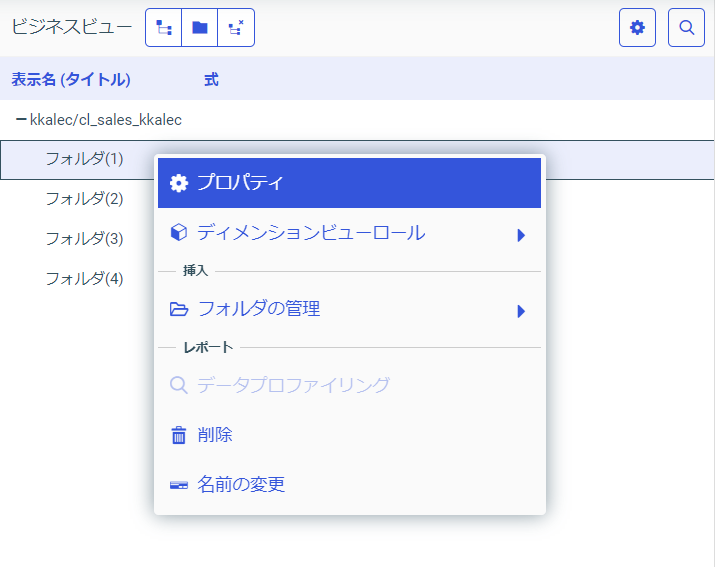 ビジネスビュー
表示名 (タイトル) 式
kkalec/cl_sales_kkalec
フォルダ(1)
フォルダ(2)
フォルダ(3)
フォルダ(4)
プロパティ
ディメンションビューロール
挿入
フォルダの管理
レポート
データプロファイリング
削除
名前の変更